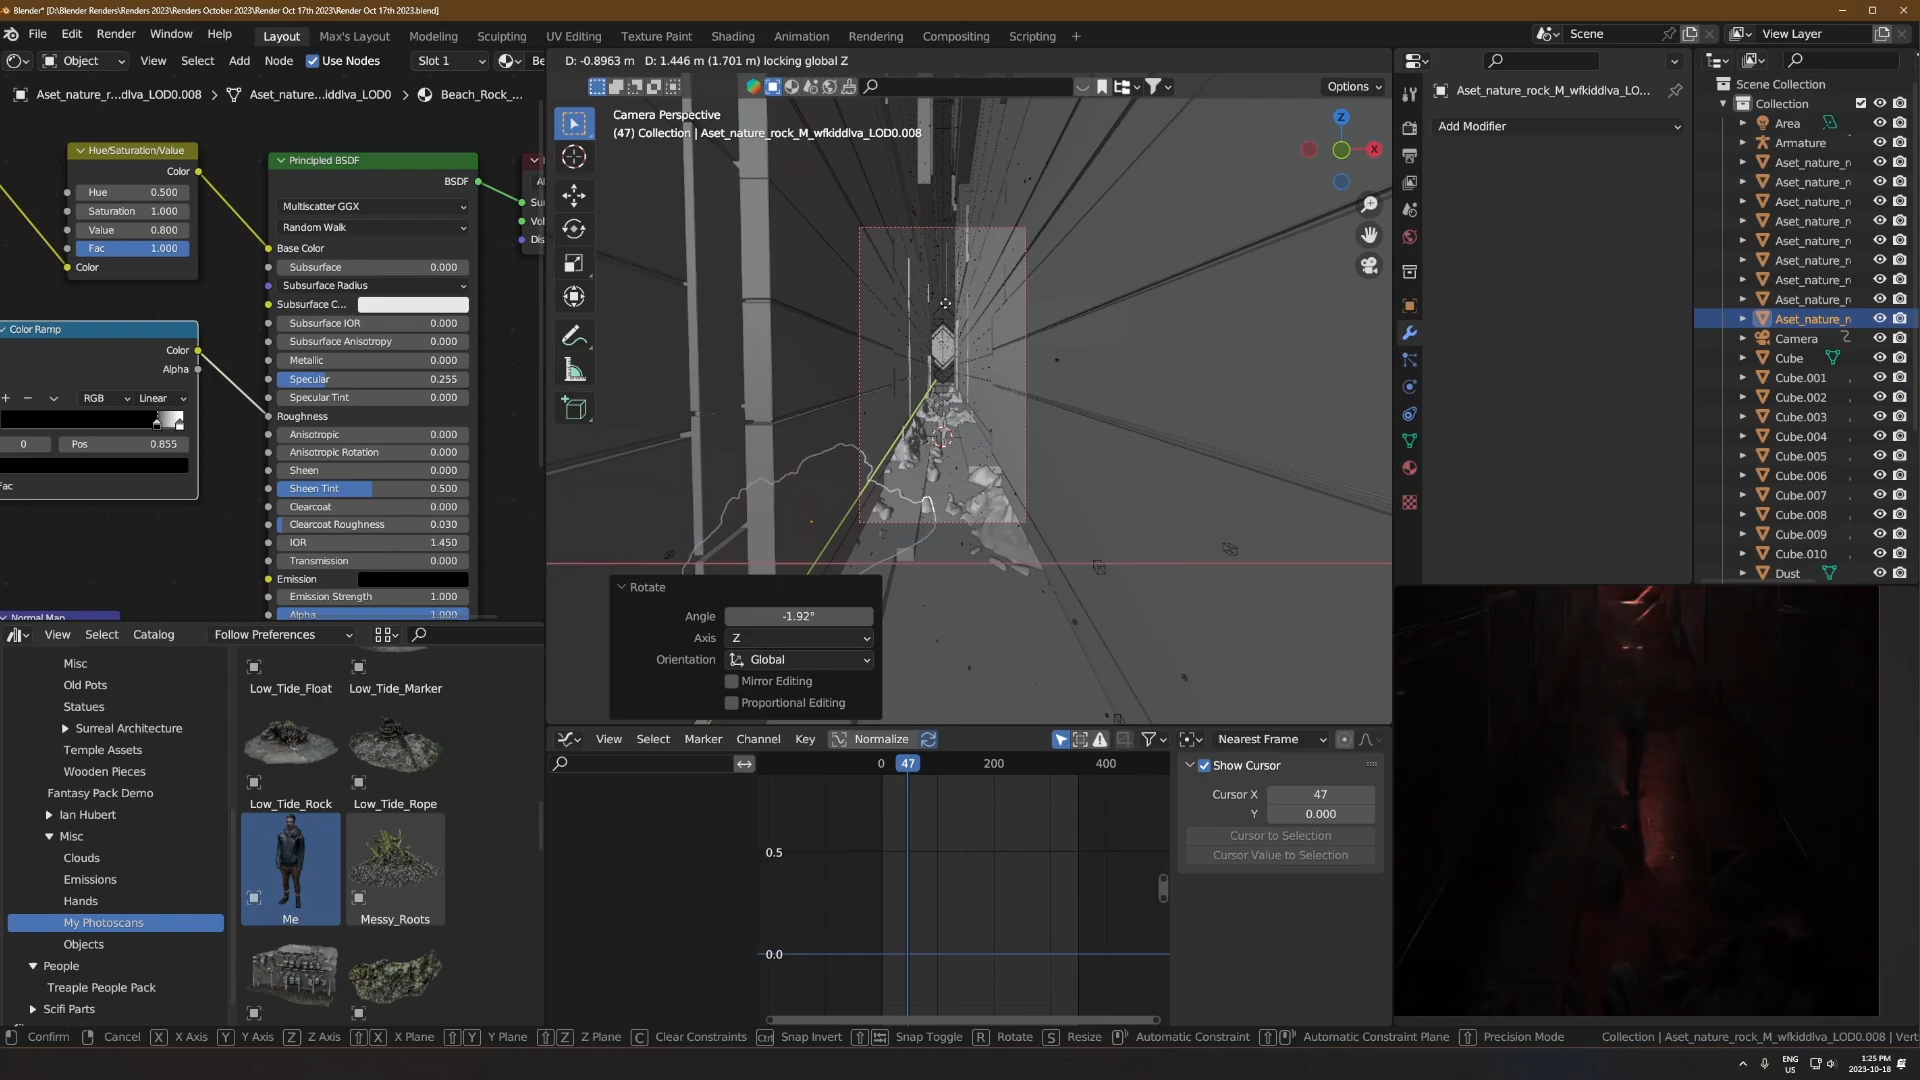 Blender* [D:\Blender Renders\Renders 2023\Renders October 2023\Render Oct 17th 2023\Render Oct 17th 2023.blend]
File Edit Render Window Help Layout Max's Layout Modeling Sculpting UV Editing Texture Paint Shading Animation Rendering Compositing Scripting + Scene View Layer
Object View Select Add Node Use Nodes Slot 1 Be
D: -0.8963 m D: 1.446 m (1.701 m) locking global Z
Options
Aset_nature_r...dlva_LOD0.008 > Aset_nature...iddlva_LOD0 > Beach_Rock_...
Hue/Saturation/Value
Color
Hue 0.500
Saturation 1.000
Value 0.800
Fac 1.000
Color
Color Ramp
Color
Alpha
RGB Linear
0 Pos 0.855
Fac
Normal Map
Principled BSDF
BSDF
Multiscatter GGX
Random Walk
Base Color
Subsurface 0.000
Subsurface Radius
Subsurface C...
Subsurface IOR 0.000
Subsurface Anisotropy 0.000
Metallic 0.000
Specular 0.255
Specular Tint 0.000
Roughness
Anisotropic 0.000
Anisotropic Rotation 0.000
Sheen 0.000
Sheen Tint 0.500
Clearcoat 0.000
Clearcoat Roughness 0.030
IOR 1.450
Transmission 0.000
Emission
Emission Strength 1.000
Alpha 1.000
Al
Su
Vol
Dis
Camera Perspective
(47) Collection | Aset_nature_rock_M_wfkiddlva_LOD0.008
Z
X
Rotate
Angle -1.92°
Axis Z
Orientation Global
Mirror Editing
Proportional Editing
Aset_nature_rock_M_wfkiddlva_LO...
Add Modifier
Scene Collection
Collection
Area
Armature
Aset_nature_r
Aset_nature_r
Aset_nature_r
Aset_nature_r
Aset_nature_r
Aset_nature_r
Aset_nature_r
Aset_nature_r
Aset_nature_r
Camera
Cube
Cube.001
Cube.002
Cube.003
Cube.004
Cube.005
Cube.006
Cube.007
Cube.008
Cube.009
Cube.010
Dust
View Select Catalog Follow Preferences
Misc
Old Pots
Statues
Surreal Architecture
Temple Assets
Wooden Pieces
Fantasy Pack Demo
Ian Hubert
Misc
Clouds
Emissions
Hands
My Photoscans
Objects
People
Treaple People Pack
Scifi Parts
Low_Tide_Float Low_Tide_Marker
Low_Tide_Rock Low_Tide_Rope
Me Messy_Roots
View Select Marker Channel Key Normalize Nearest Frame
0 47 200 400
0.5
0.0
Show Cursor
Cursor X 47
Y 0.000
Cursor to Selection
Cursor Value to Selection
Confirm Cancel X X Axis Y Y Axis Z Z Axis X X Plane Y Y Plane Z Z Plane C Clear Constraints Ctrl Snap Invert Snap Toggle R Rotate S Resize Automatic Constraint Automatic Constraint Plane Precision Mode Collection | Aset_nature_rock_M_wfkiddlva_LOD0.008 | Vert
ENG
US
1:25 PM
2023-10-18